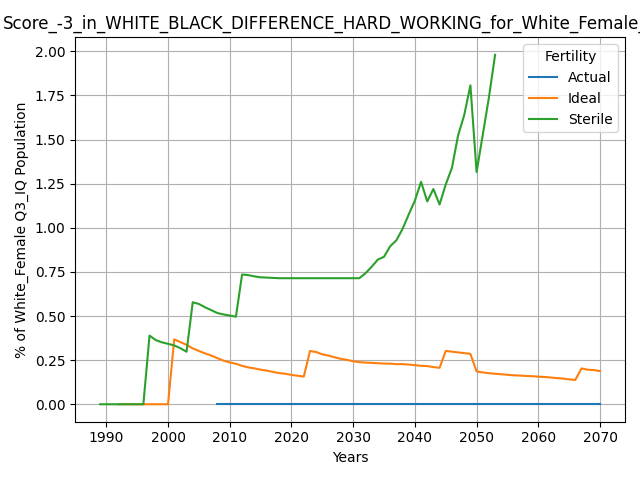 Score_-3_in_WHITE_BLACK_DIFFERENCE_HARD_WORKING_for_White_Female_
% of White_Female Q3_IQ Population
2.00
1.75
1.50
1.25
1.00
0.75
0.50
0.25
0.00
Fertility
Actual
Ideal
Sterile
1990 2000 2010 2020 2030 2040 2050 2060 2070
Years